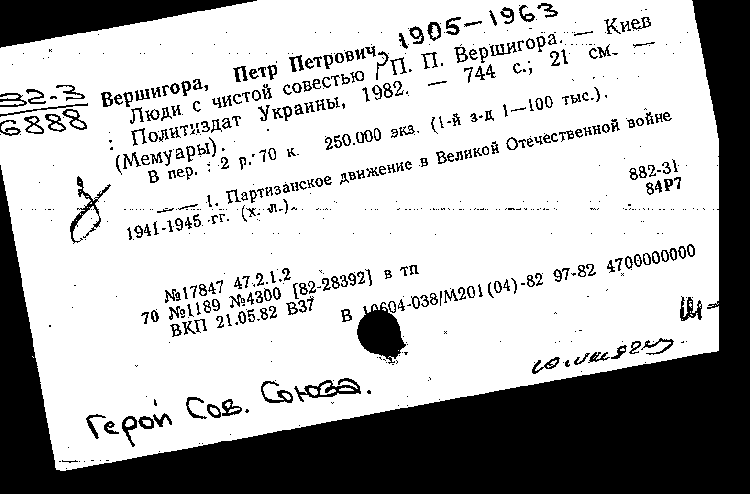 1905-1963
32.3
6888
Вершигора, Петр Петрович.
Люди с чистой совестью / П. П. Вершигора. — Киев
: Политиздат Украины, 1982. — 744 с.; 21 см. —
(Мемуары).
В пер. : 2 р. 70 к. 250.000 экз. (1-й з-д 1—100 тыс.).
—— 1. Партизанское движение в Великой Отечественной войне
1941-1945 гг. (х. л.).
882-31
84Р7
№17847 47.2.1.2
70 №1189 №4300 [82-28392] в тп
ВКП 21.05.82 В37 В 10604-038/М201(04)-82 97-82 4700000000
Герой Сов. Союза.